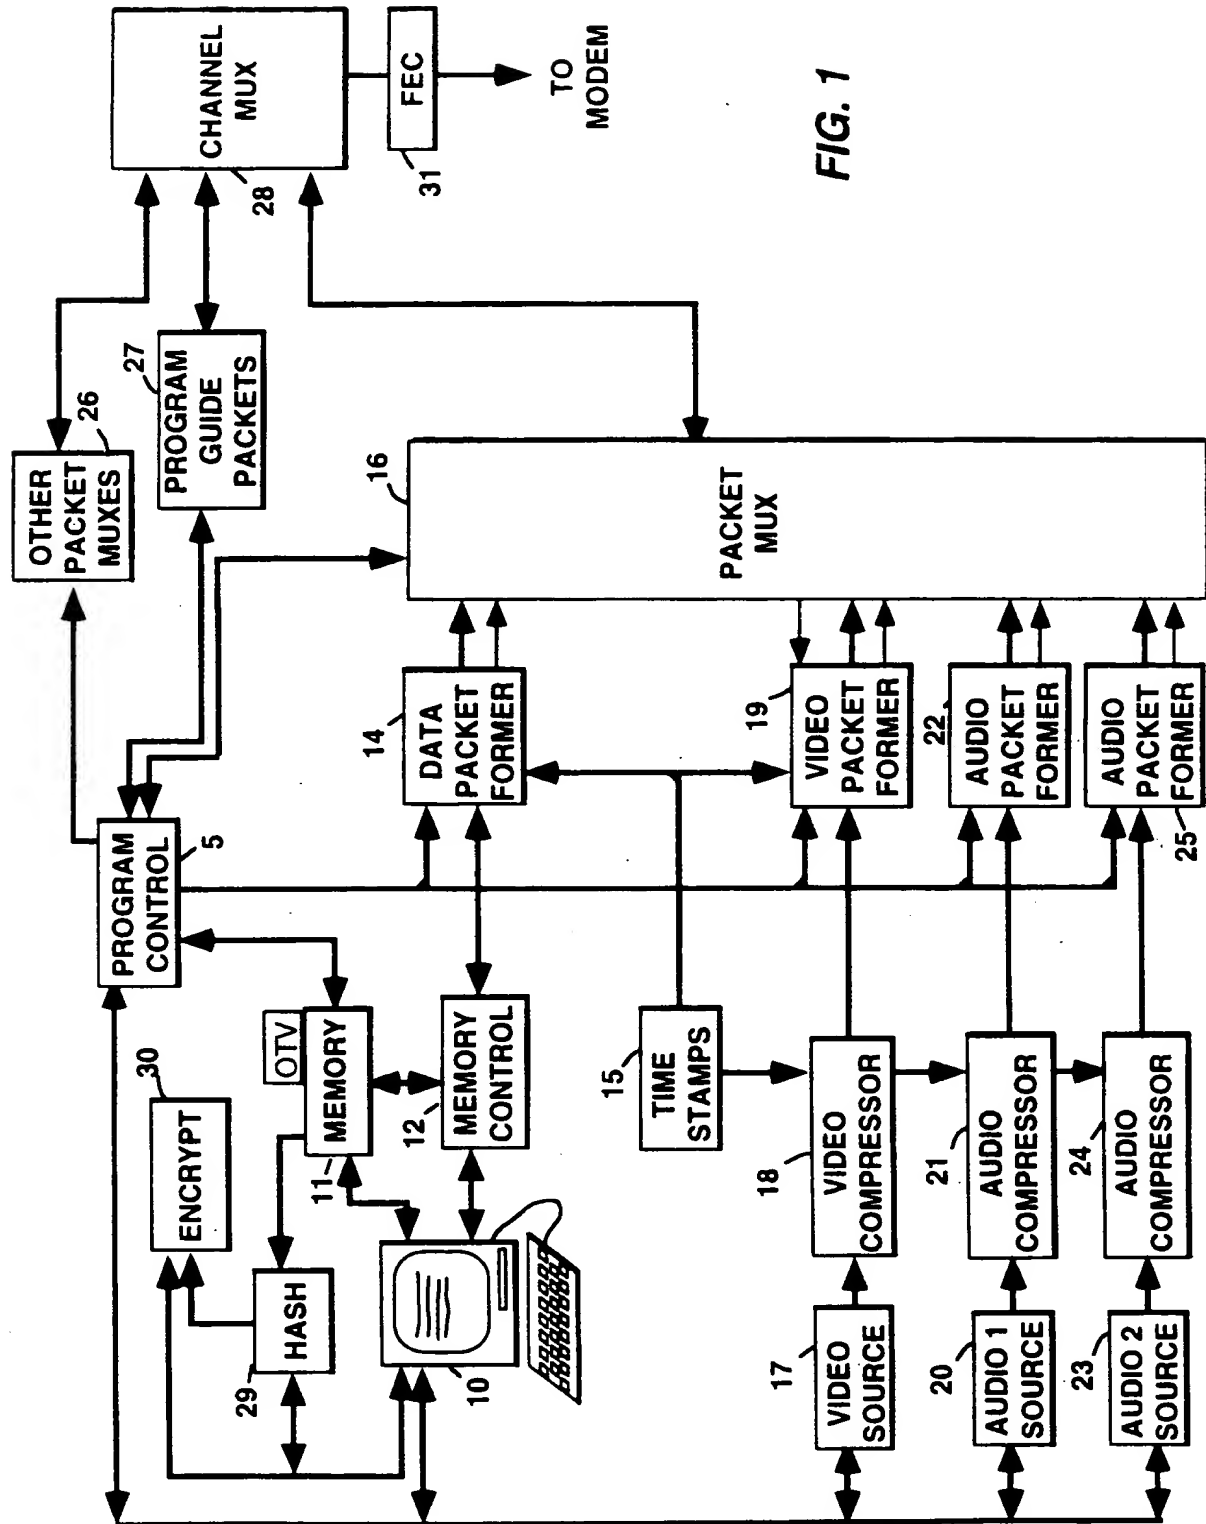 CHANNEL
MUX
28
FEC
31
TO
MODEM
FIG. 1
OTHER
PACKET
MUXES
26
PROGRAM
GUIDE
PACKETS
27
PACKET
MUX
16
PROGRAM
CONTROL
5
DATA
PACKET
FORMER
14
VIDEO
PACKET
FORMER
19
AUDIO
PACKET
FORMER
22
AUDIO
PACKET
FORMER
25
ENCRYPT
30
OTV
MEMORY
11
MEMORY
CONTROL
12
TIME
STAMPS
15
VIDEO
COMPRESSOR
18
AUDIO
COMPRESSOR
21
AUDIO
COMPRESSOR
24
HASH
29
10
VIDEO
SOURCE
17
AUDIO 1
SOURCE
20
AUDIO 2
SOURCE
23